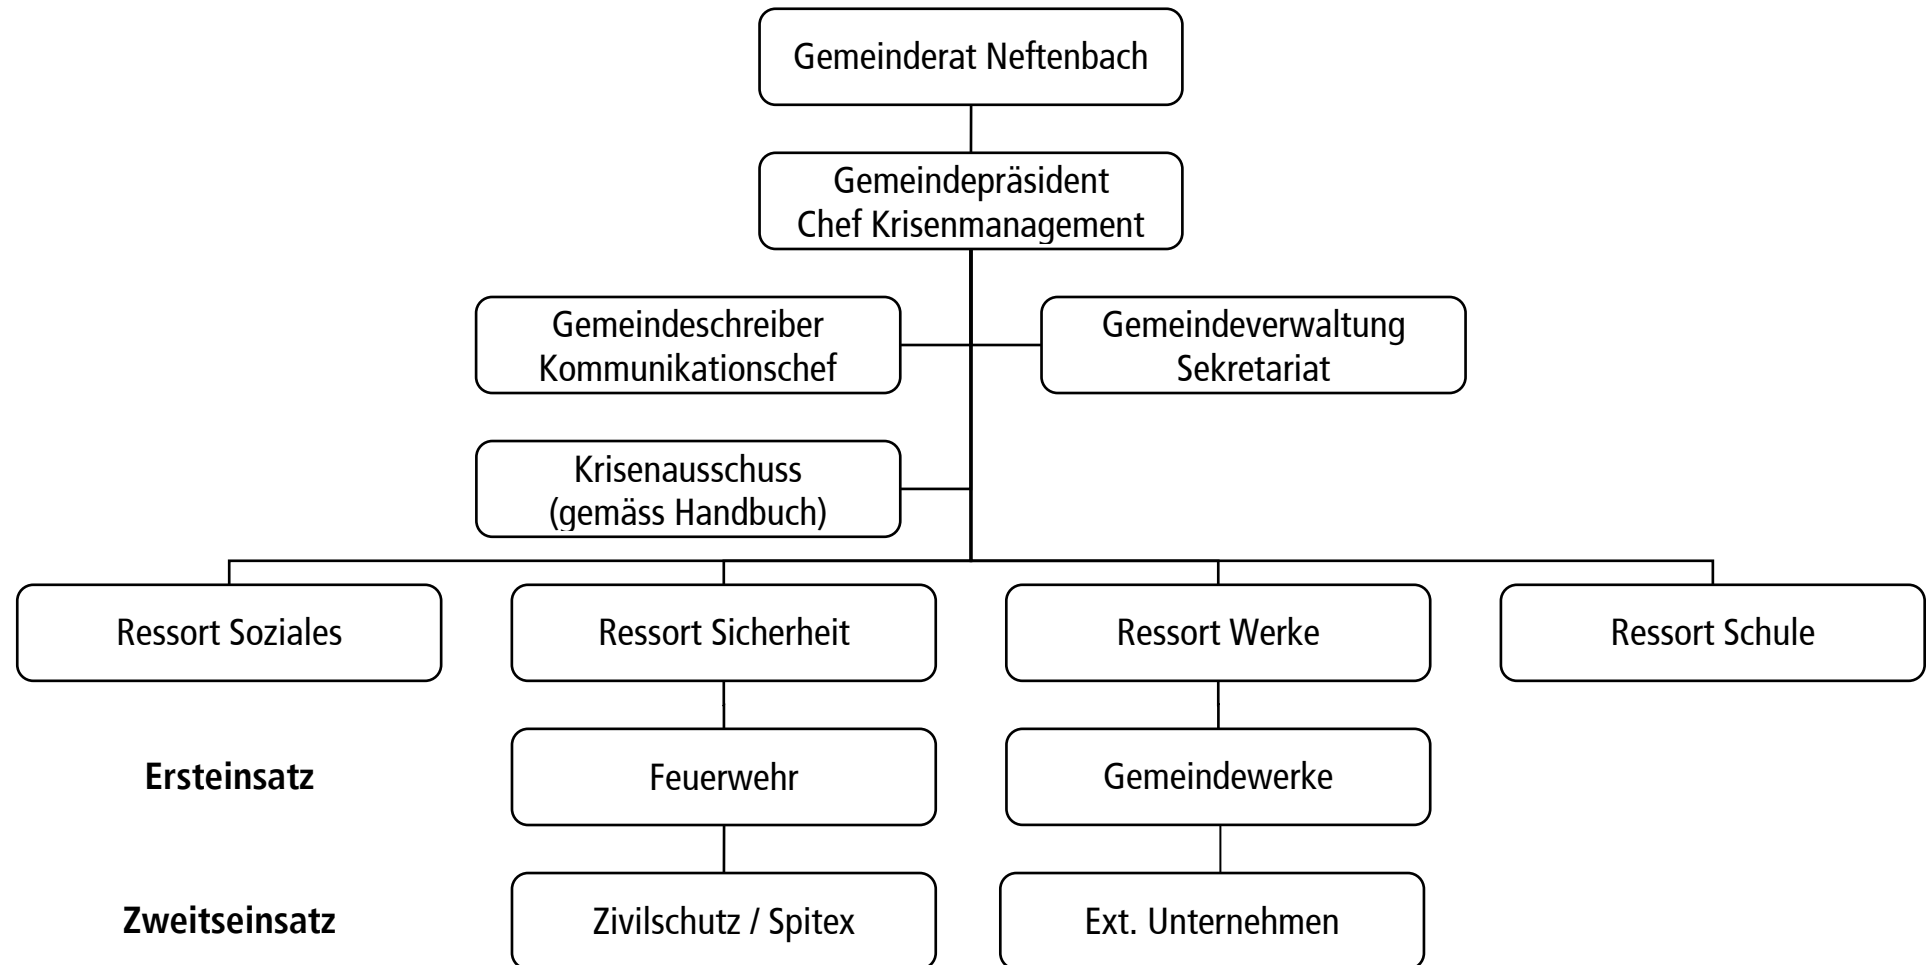 Gemeinderat Neftenbach
Gemeindepräsident
Chef Krisenmanagement
Gemeindeschreiber
Kommunikationschef
Gemeindeverwaltung
Sekretariat
Krisenausschuss
(gemäss Handbuch)
Ressort Soziales
Ressort Sicherheit
Ressort Werke
Ressort Schule
Ersteinsatz
Feuerwehr
Gemeindewerke
Zweitseinsatz
Zivilschutz / Spitex
Ext. Unternehmen